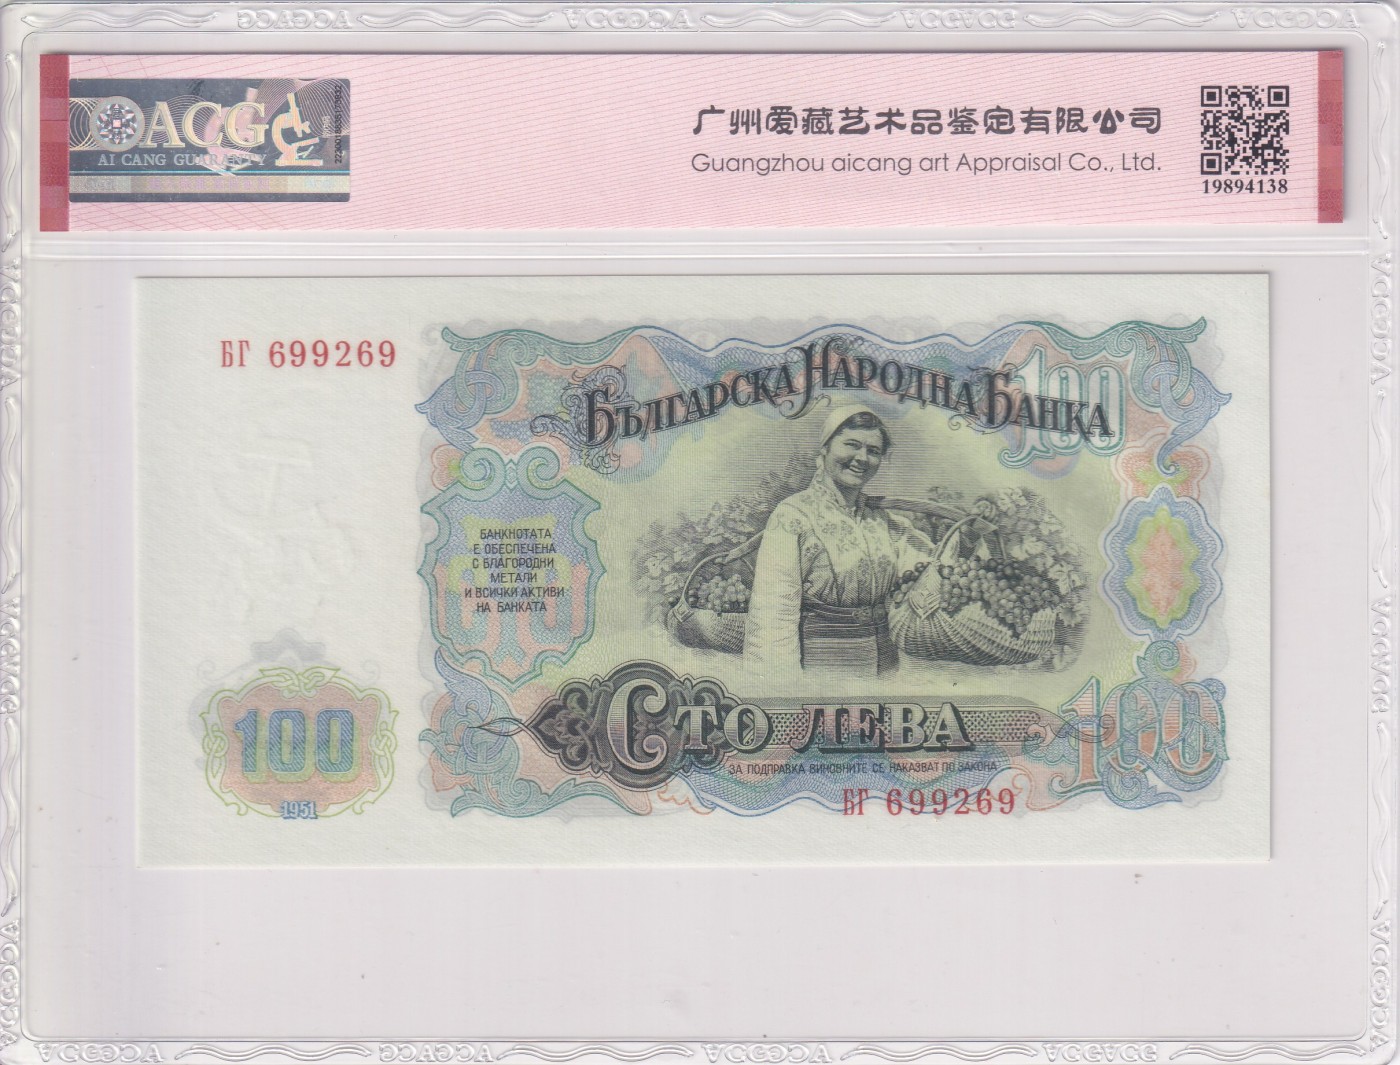 ACG
AI CANG GUARANTY
广州爱藏艺术品鉴定有限公司
Guangzhou aicang art Appraisal Co., Ltd.
19894138
БГ 699269
100
БЪЛГАРСКА НАРОДНА БАНКА
БАНКНОТАТА
Е ОБЕСПЕЧЕНА
С БЛАГОРОДНИ
МЕТАЛИ
И ВСИЧКИ АКТИВИ
НА БАНКАТА
СТО ЛЕВА
ЗА ПОДПРАВКА ВИНОВНИТЕ СЕ НАКАЗВАТ ПО ЗАКОНА
100
100
1951
БГ 699269